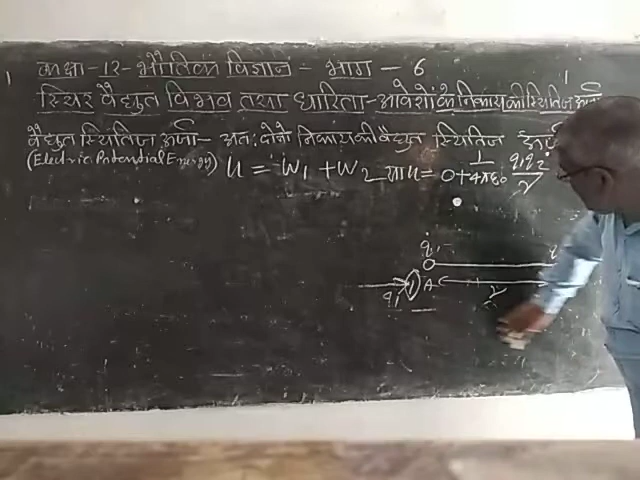 कक्षा-12-भौतिक विज्ञान - भाग - 6
स्थिर वैद्युत विभव तथा धारिता-आवेशों के निकाय की स्थितिज ऊर्जा
वैद्युत स्थितिज ऊर्जा- अतः दोनों निकाय की वैद्युत स्थितिज ऊर्जा
(Electric Potential Energy) U = W₁ + W₂ या U = 0 + 1/4πε₀ q₁q₂/r
q₁
A
r
q₁